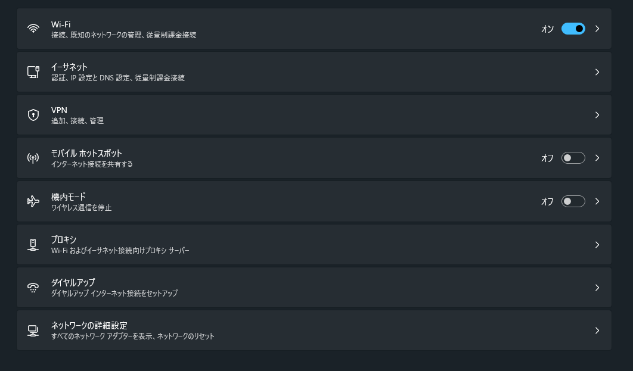 Wi-Fi
接続、既知のネットワークの管理、従量制課金接続
オン
イーサネット
認証、IP 設定と DNS 設定、従量制課金接続
VPN
追加、接続、管理
モバイル ホットスポット
インターネット接続を共有する
オフ
機内モード
ワイヤレス通信を停止
オフ
プロキシ
Wi-Fi およびイーサネット接続向けプロキシ サーバー
ダイヤルアップ
ダイヤルアップ インターネット接続をセットアップ
ネットワークの詳細設定
すべてのネットワーク アダプターを表示、ネットワークのリセット